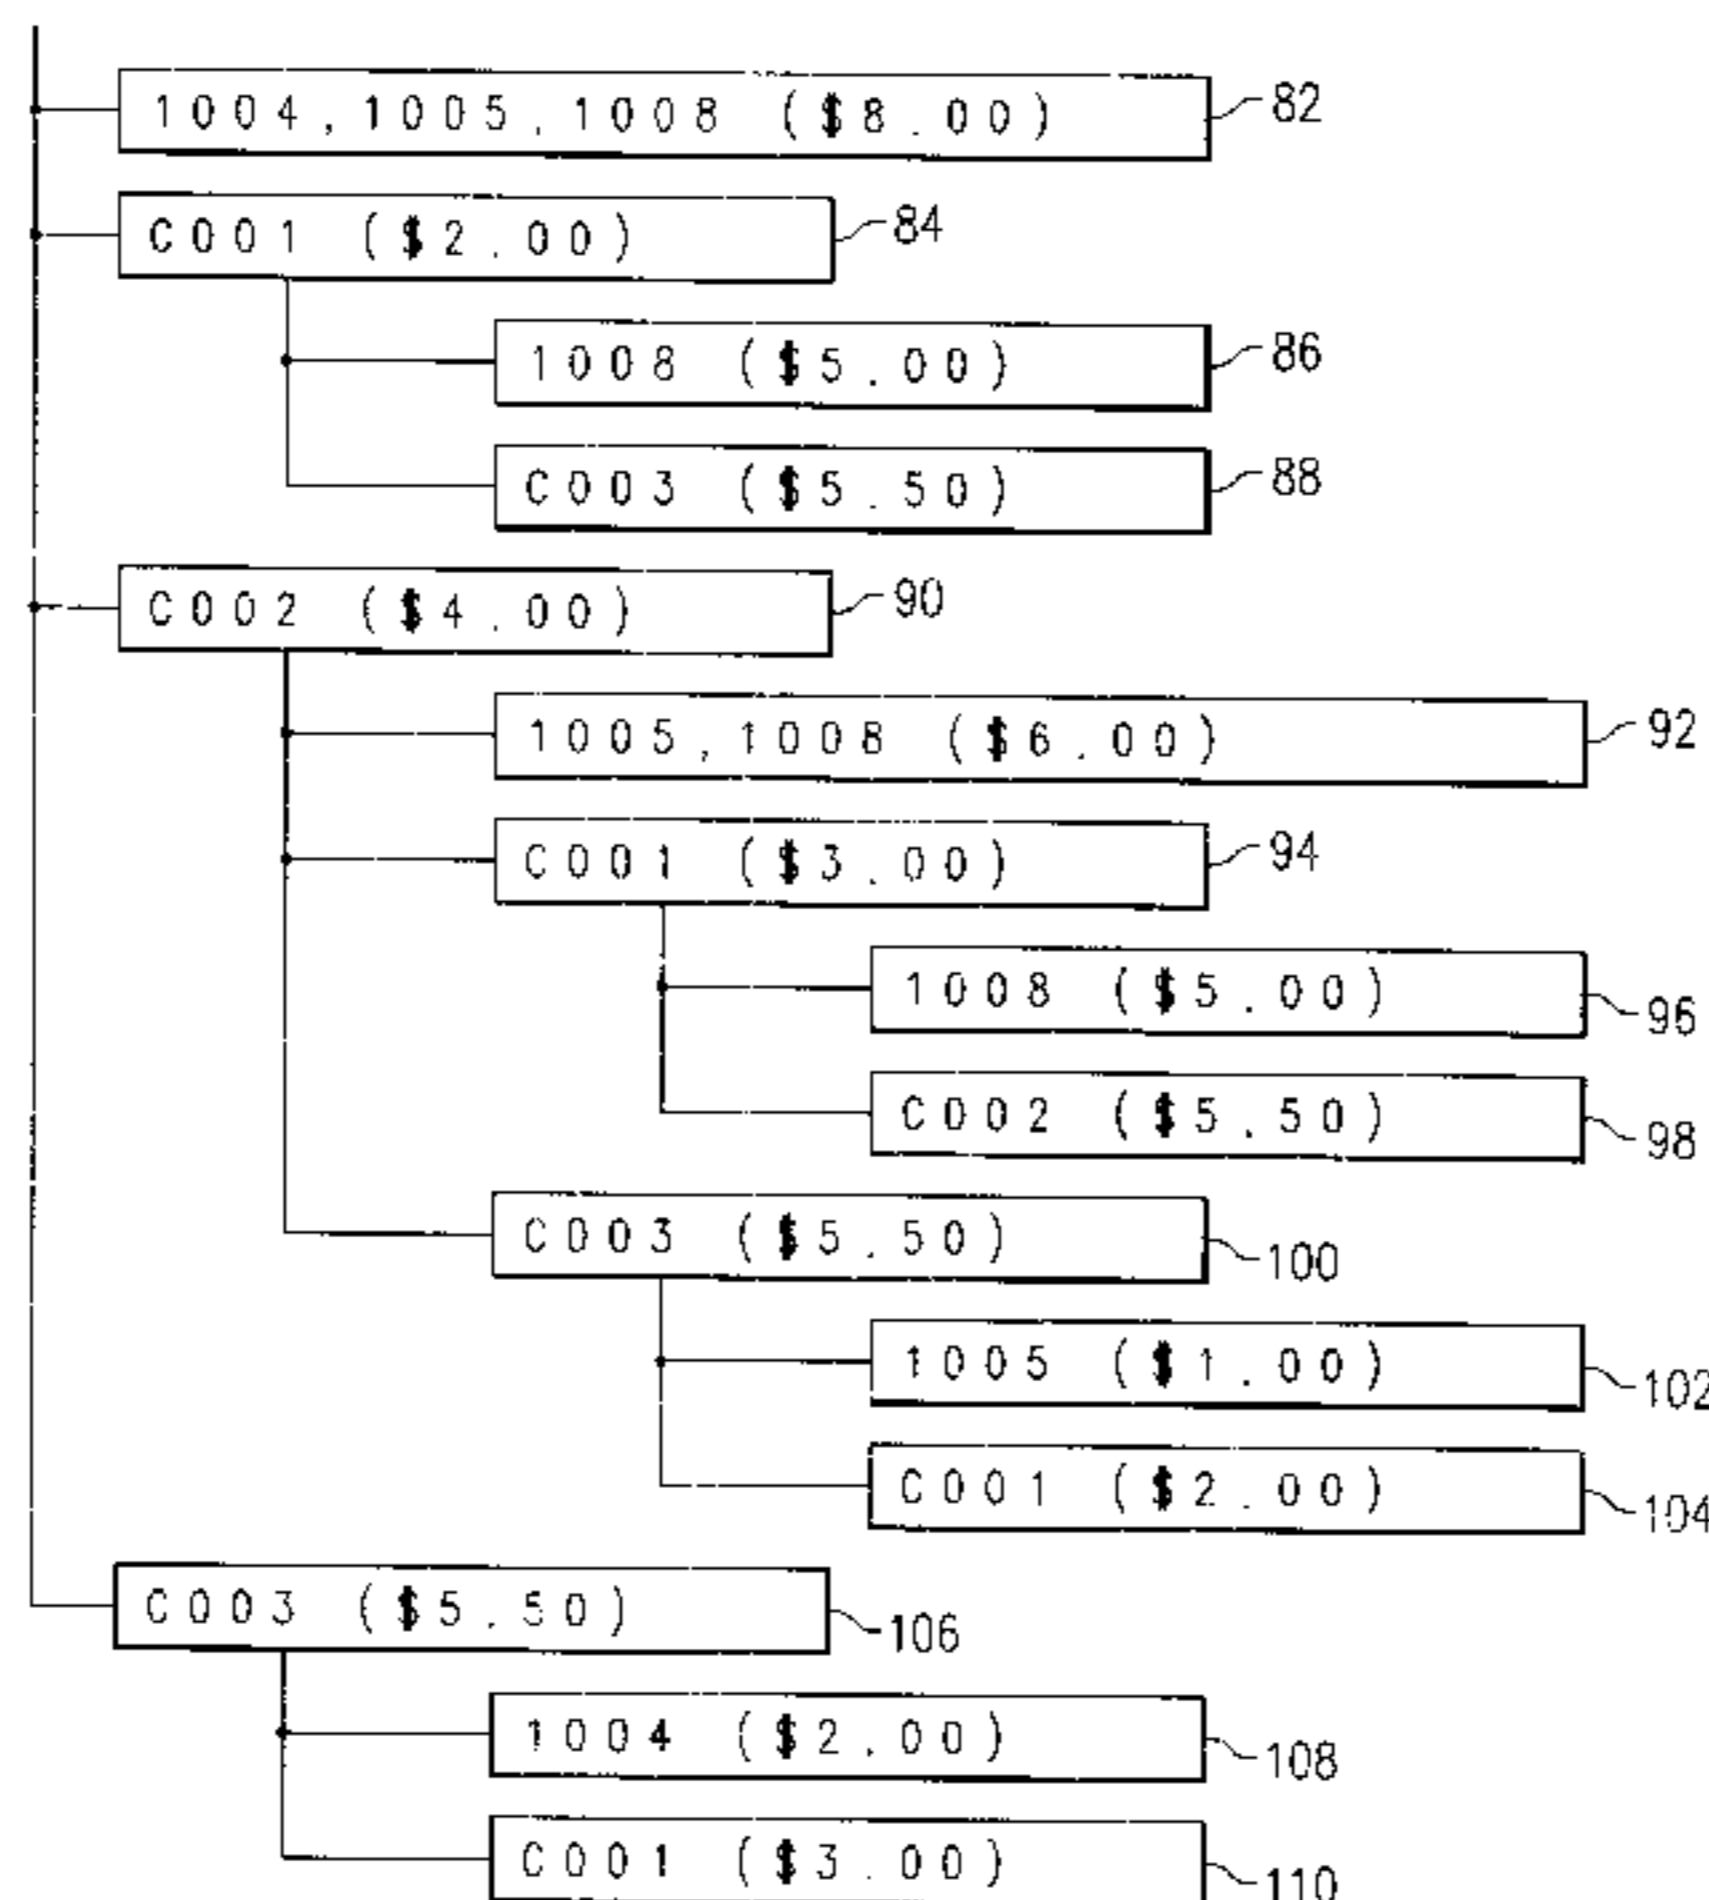 1004,1005,1008 ($8.00) 82
C001 ($2.00) 84
1008 ($5.00) 86
C003 ($5.50) 88
C002 ($4.00) 90
1005,1008 ($6.00) 92
C001 ($3.00) 94
1008 ($5.00) 96
C002 ($5.50) 98
C003 ($5.50) 100
1005 ($1.00) 102
C001 ($2.00) 104
C003 ($5.50) 106
1004 ($2.00) 108
C001 ($3.00) 110